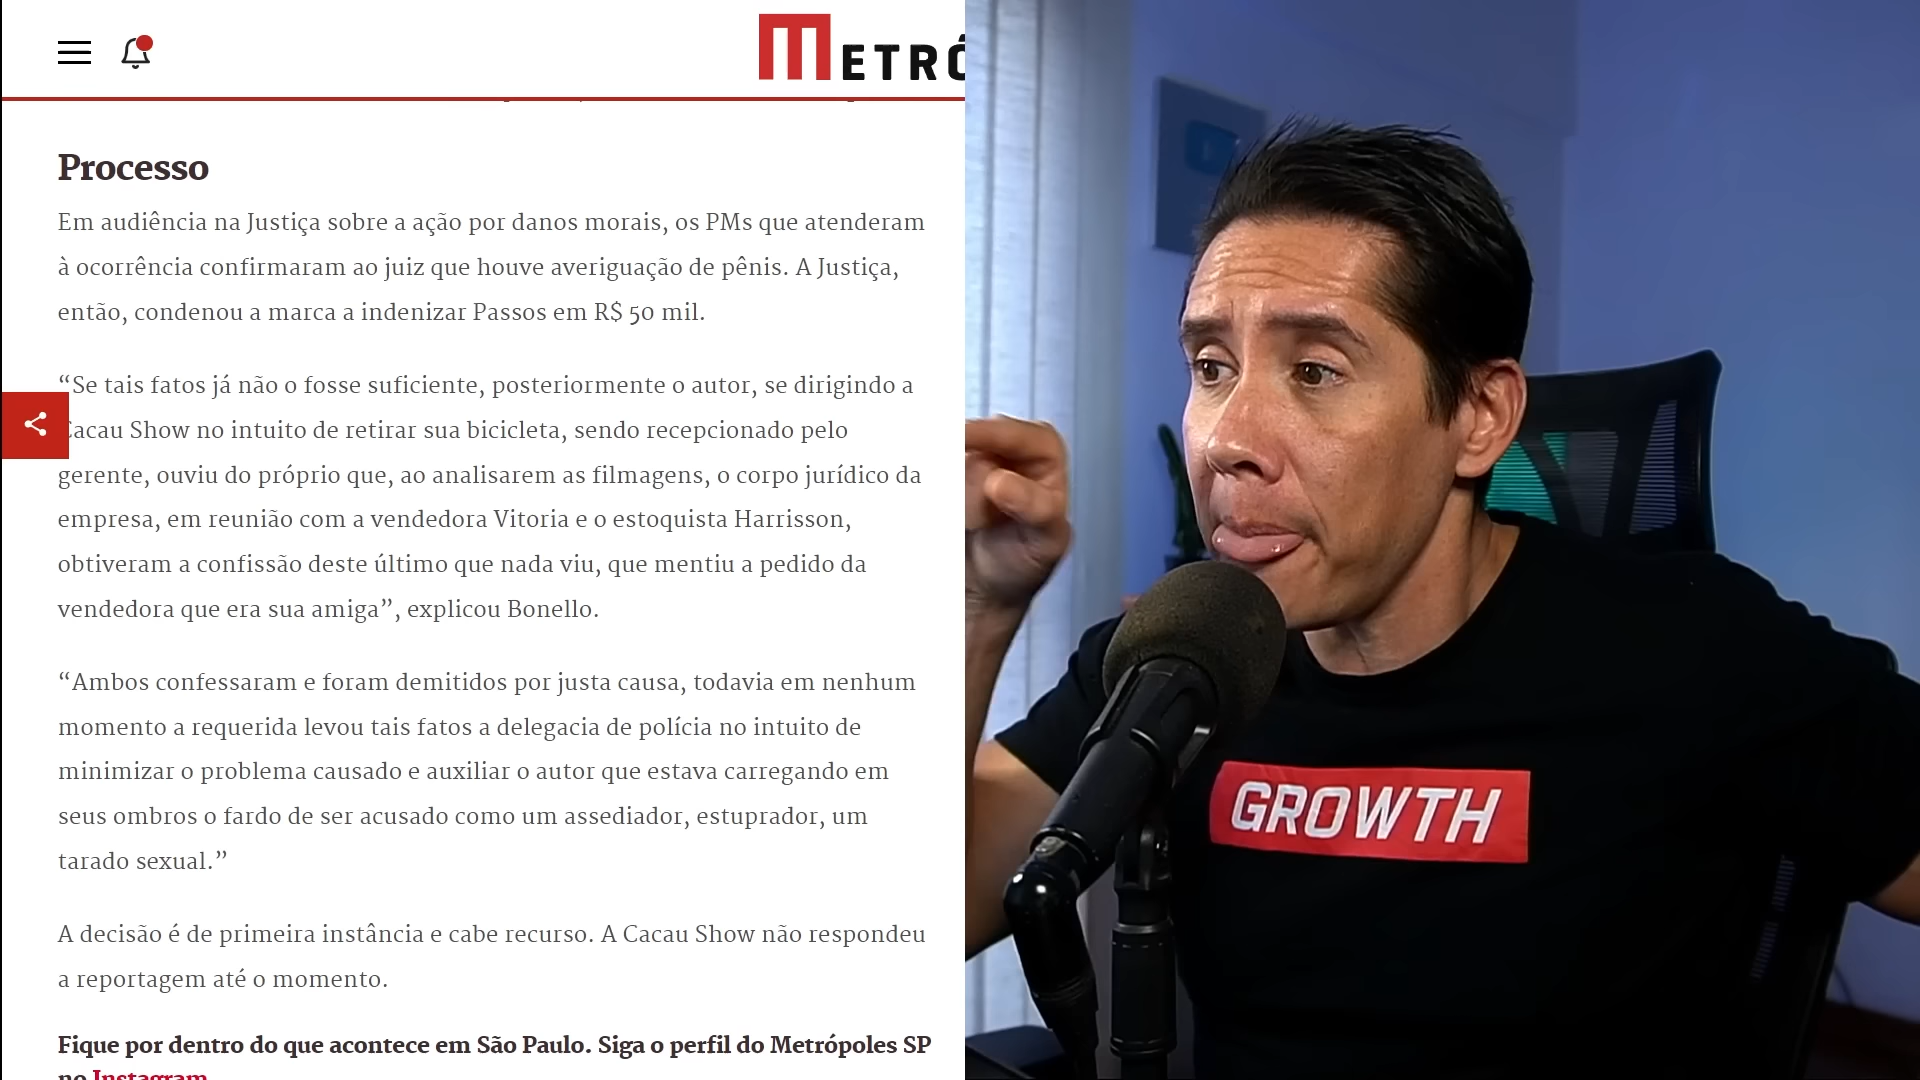 METRÓ
Processo
Em audiência na Justiça sobre a ação por danos morais, os PMs que atenderam
à ocorrência confirmaram ao juiz que houve averiguação de pênis. A Justiça,
então, condenou a marca a indenizar Passos em R$ 50 mil.
“Se tais fatos já não o fosse suficiente, posteriormente o autor, se dirigindo a
Cacau Show no intuito de retirar sua bicicleta, sendo recepcionado pelo
gerente, ouviu do próprio que, ao analisarem as filmagens, o corpo jurídico da
empresa, em reunião com a vendedora Vitoria e o estoquista Harrisson,
obtiveram a confissão deste último que nada viu, que mentiu a pedido da
vendedora que era sua amiga”, explicou Bonello.
“Ambos confessaram e foram demitidos por justa causa, todavia em nenhum
momento a requerida levou tais fatos a delegacia de polícia no intuito de
minimizar o problema causado e auxiliar o autor que estava carregando em
seus ombros o fardo de ser acusado como um assediador, estuprador, um
tarado sexual.”
A decisão é de primeira instância e cabe recurso. A Cacau Show não respondeu
a reportagem até o momento.
Fique por dentro do que acontece em São Paulo. Siga o perfil do Metrópoles SP
no Instagram
GROWTH